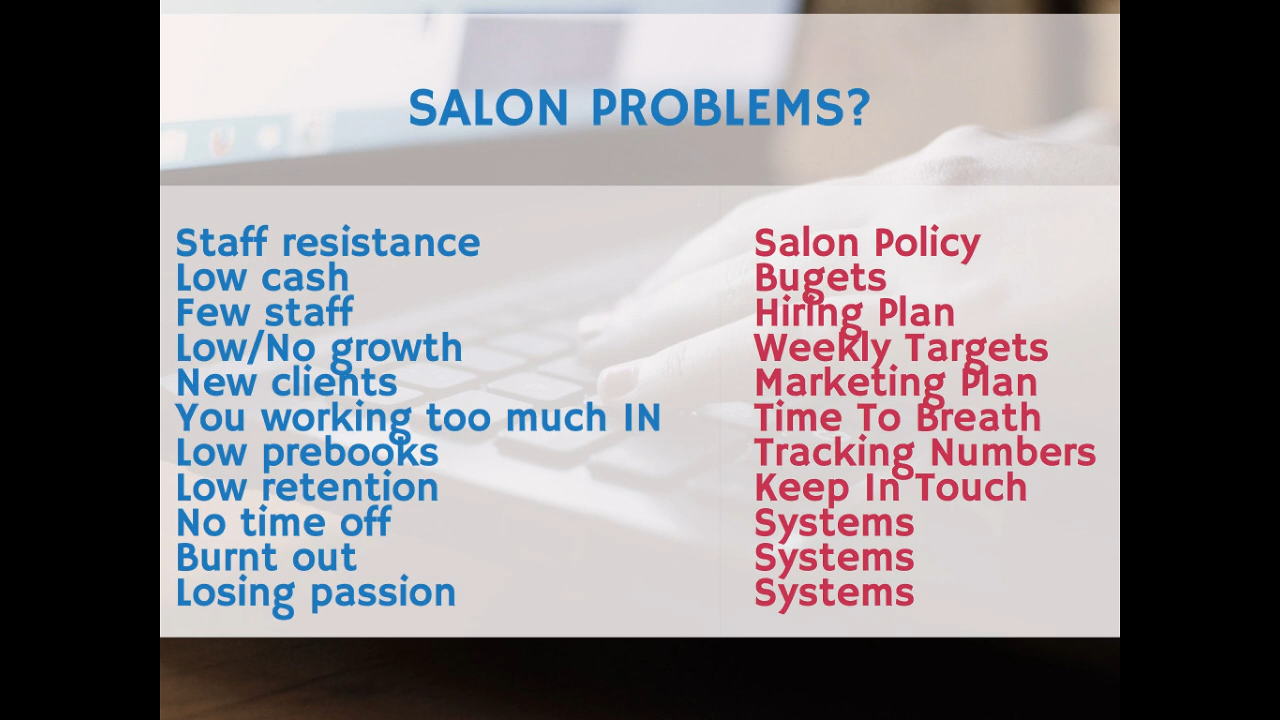 SALON PROBLEMS?
Staff resistance
Low cash
Few staff
Low/No growth
New clients
You working too much IN
Low prebooks
Low retention
No time off
Burnt out
Losing passion
Salon Policy
Bugets
Hiring Plan
Weekly Targets
Marketing Plan
Time To Breath
Tracking Numbers
Keep In Touch
Systems
Systems
Systems